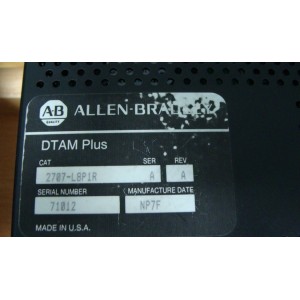 AB
ALLEN-BRADLEY
DTAM Plus
CAT SER REV
2707-L8P1R A A
SERIAL NUMBER MANUFACTURE DATE
71012 NP7F
MADE IN U.S.A.